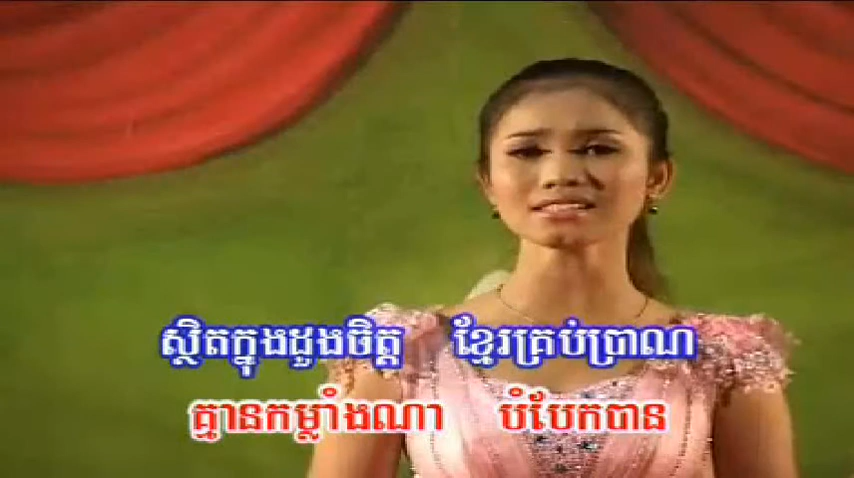 ស្ថិតក្នុងដួងចិត្ត ខ្មែរគ្រប់ប្រាណ
គ្មានកម្លាំងណា បំបែកបាន